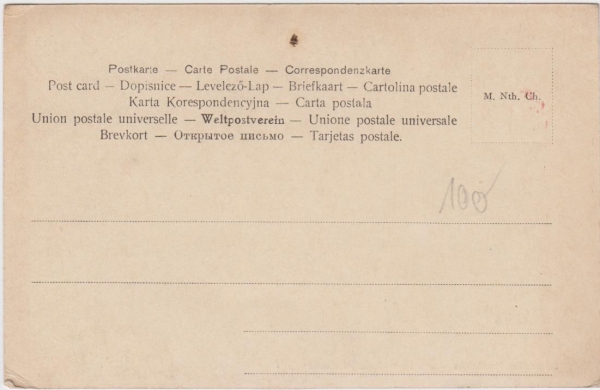 Postkarte — Carte Postale — Correspondenzkarte
Post card — Dopisnice — Levelező-Lap — Briefkaart — Cartolina postale
Karta Korespondencyjna — Carta postala
Union postale universelle — Weltpostverein — Unione postale universale
Brevkort — Открытое письмо — Tarjetas postale.
M. Nth. Ch.
100